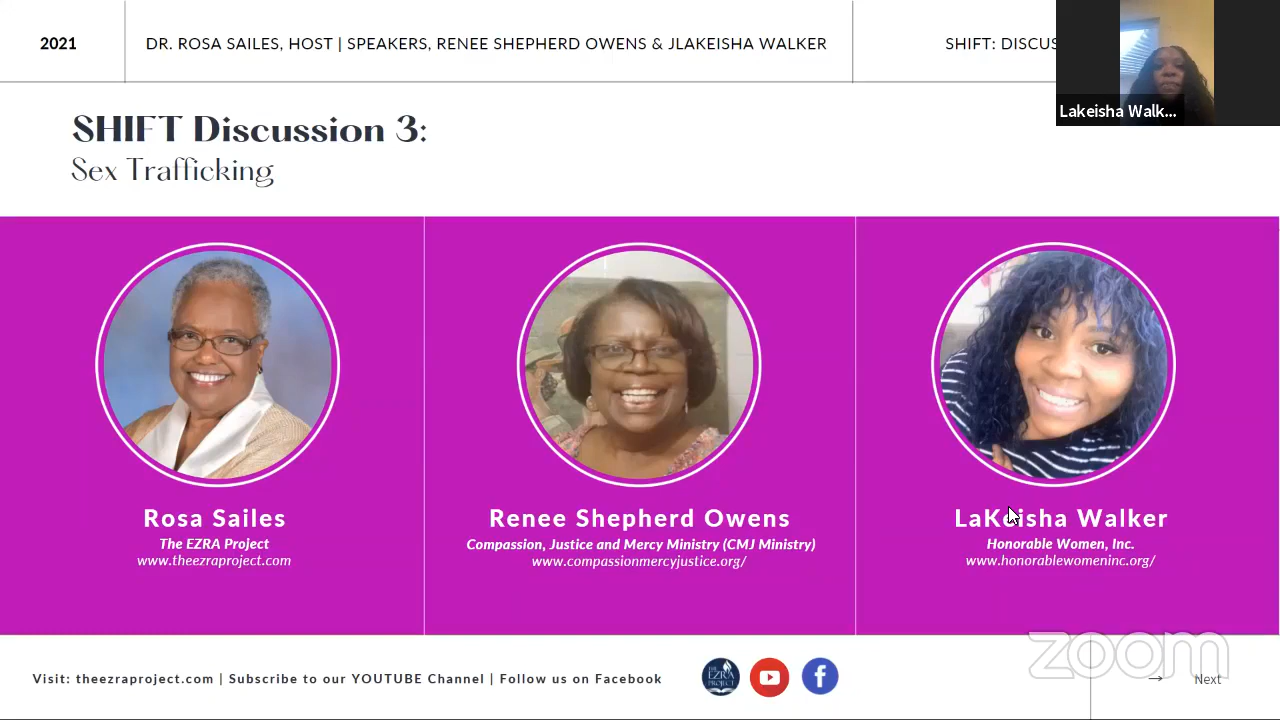 2021
DR. ROSA SAILES, HOST | SPEAKERS, RENEE SHEPHERD OWENS & JLAKEISHA WALKER
SHIFT: DISCUS
Lakeisha Walk...
SHIFT Discussion 3:
Sex Trafficking
Rosa Sailes
The EZRA Project
www.theezraproject.com
Renee Shepherd Owens
Compassion, Justice and Mercy Ministry (CMJ Ministry)
www.compassionmercyjustice.org/
LaKeisha Walker
Honorable Women, Inc.
www.honorablewomeninc.org/
Visit: theezraproject.com | Subscribe to our YOUTUBE Channel | Follow us on Facebook
THE
EZRA
PROJECT
zoom
→ Next